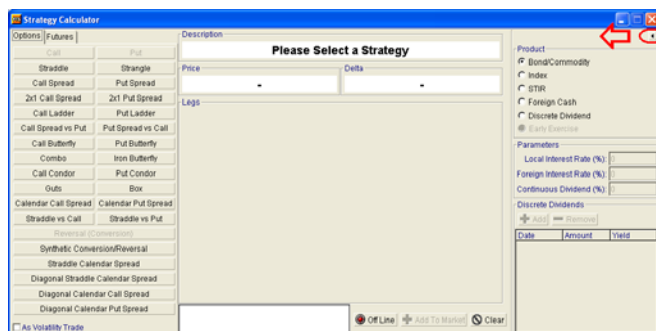 Strategy Calculator
Options Futures
Call Put
Straddle Strangle
Call Spread Put Spread
2x1 Call Spread 2x1 Put Spread
Call Ladder Put Ladder
Call Spread vs Put Put Spread vs Call
Call Butterfly Put Butterfly
Combo Iron Butterfly
Call Condor Put Condor
Guts Box
Calendar Call Spread Calendar Put Spread
Straddle vs Call Straddle vs Put
Reversal (Conversion)
Synthetic Conversion/Reversal
Straddle Calendar Spread
Diagonal Straddle Calendar Spread
Diagonal Calendar Call Spread
Diagonal Calendar Put Spread
As Volatility Trade
Description
Please Select a Strategy
Price Delta
- -
Legs
Off Line Add To Market Clear
Product
Bond/Commodity
Index
STIR
Foreign Cash
Discrete Dividend
Early Exercise
Parameters
Local Interest Rate (%): 0
Foreign Interest Rate (%): 0
Continuous Dividend (%): 0
Discrete Dividends
Add Remove
Date Amount Yield